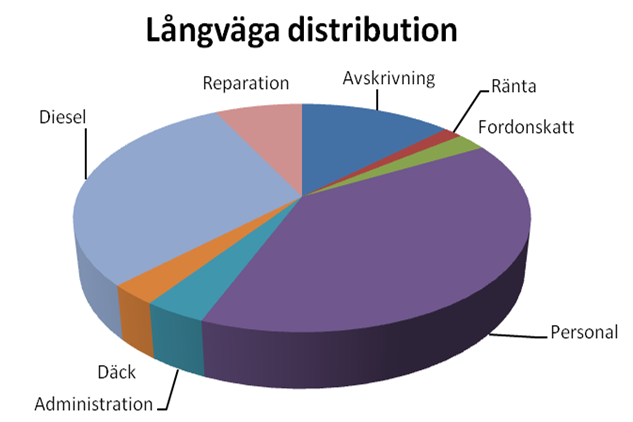 Långväga distribution
Reparation
Avskrivning
Ränta
Diesel
Fordonskatt
Personal
Däck
Administration